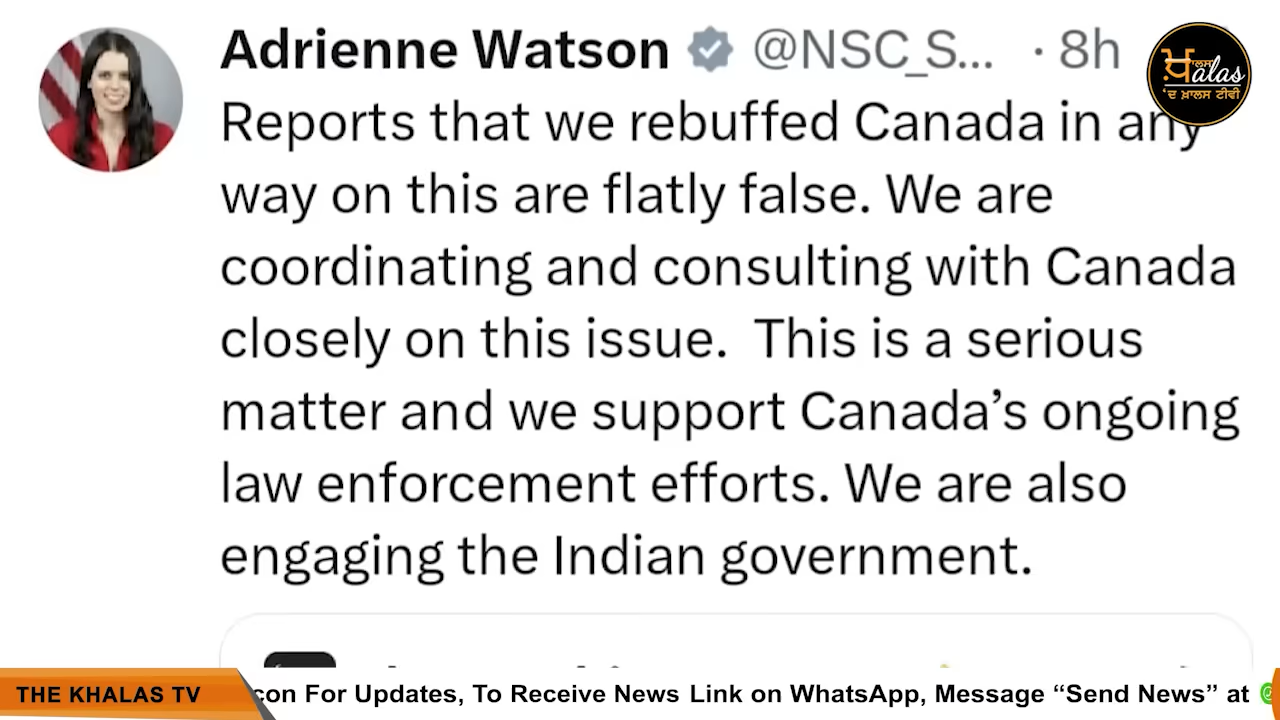 Adrienne Watson @NSC_S... · 8h
Reports that we rebuffed Canada in any
way on this are flatly false. We are
coordinating and consulting with Canada
closely on this issue.  This is a serious
matter and we support Canada’s ongoing
law enforcement efforts. We are also
engaging the Indian government.
ਖ਼ਾਲਸ
alas
'ਦ ਖ਼ਾਲਸ ਟੀਵੀ
THE KHALAS TV
con For Updates, To Receive News Link on WhatsApp, Message “Send News” at